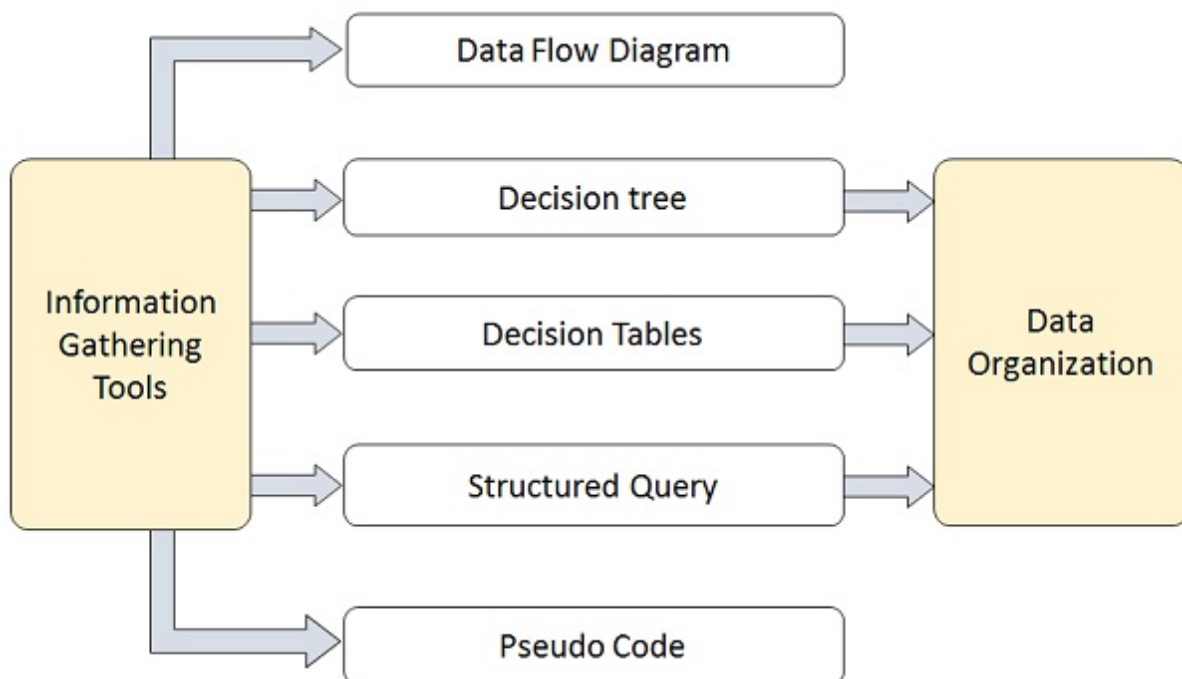 Data Flow Diagram
Decision tree
Information
Gathering
Tools
Decision Tables
Data
Organization
Structured Query
Pseudo Code